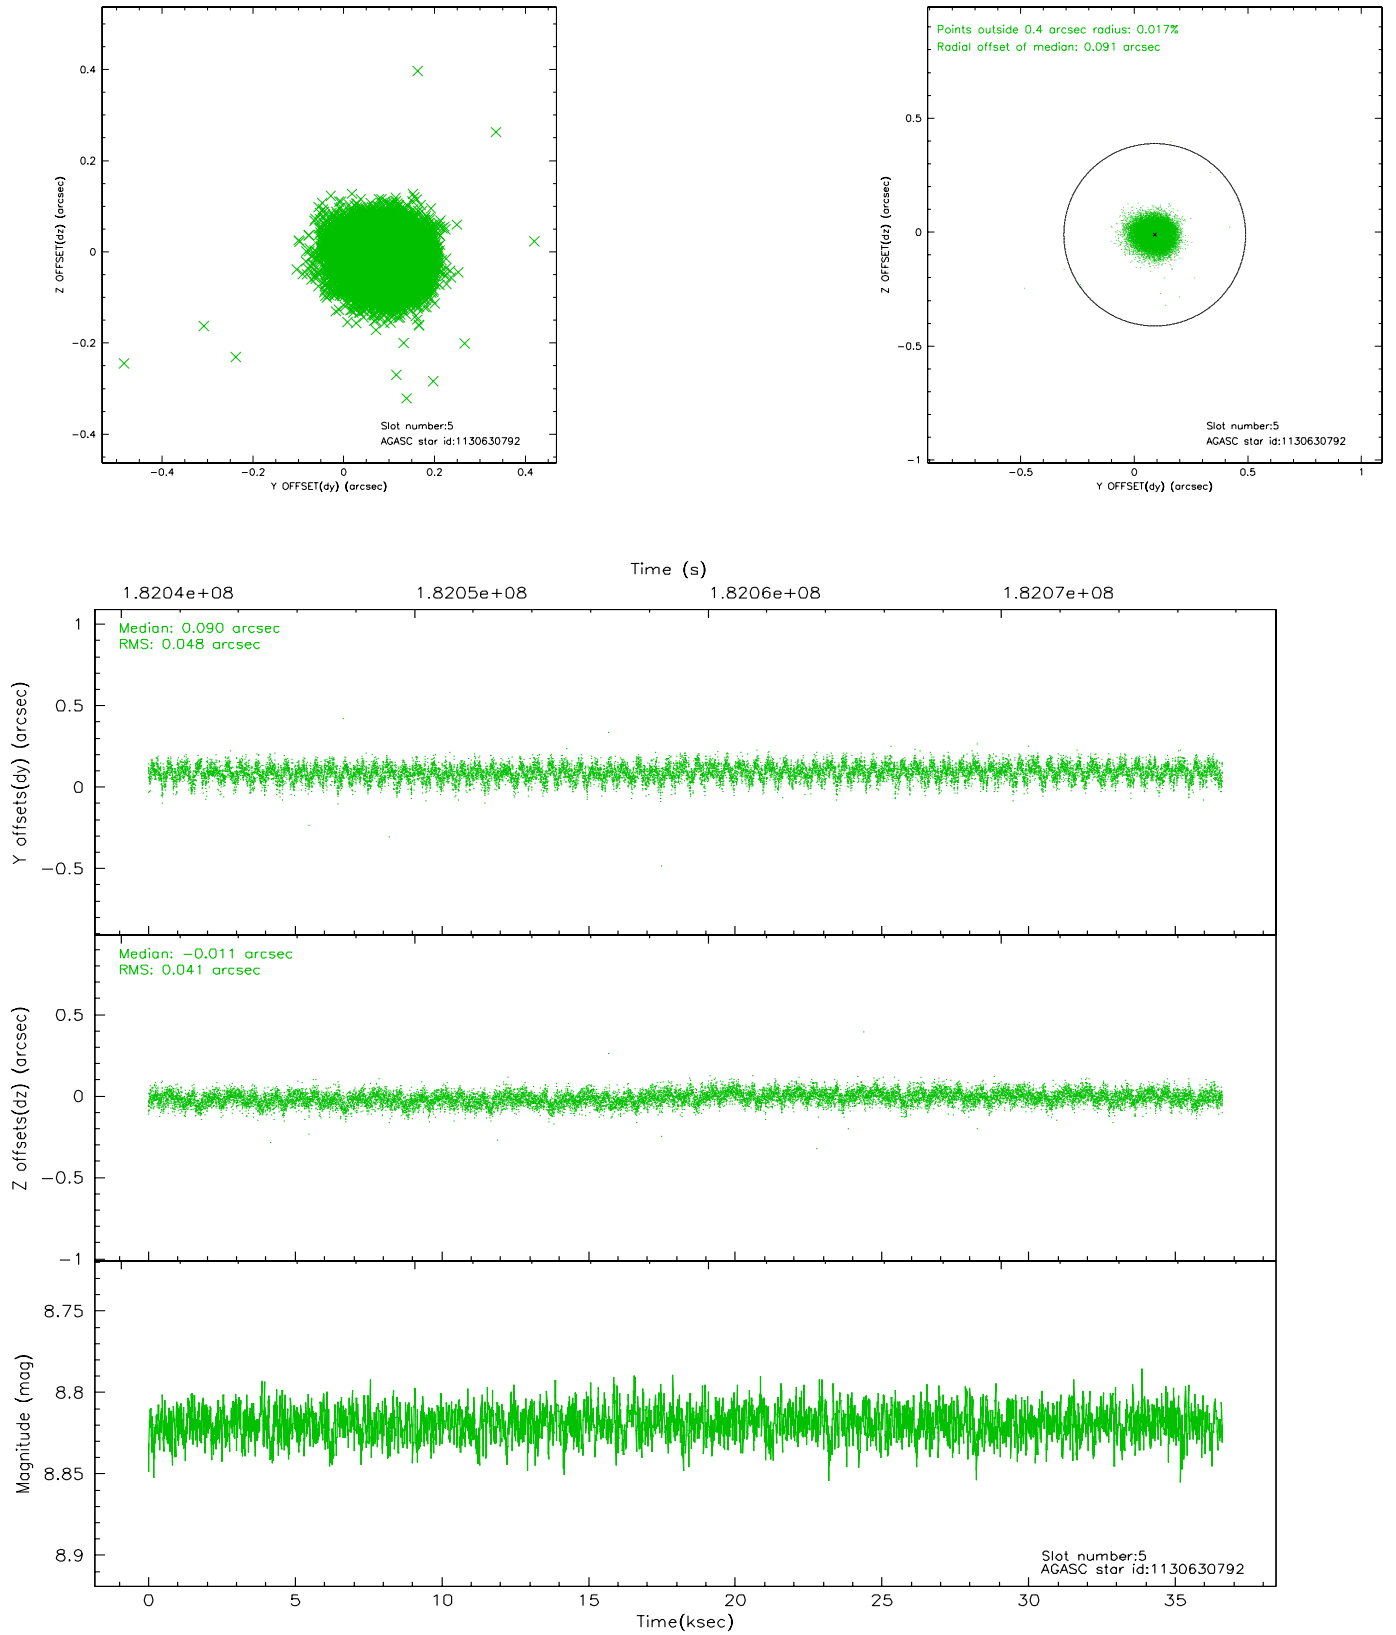 0.4
0.2
0
−0.2
−0.4
Z OFFSET(dz) (arcsec)
Slot number:5
AGASC star id:1130630792
−0.4 −0.2 0 0.2 0.4
Y OFFSET(dy) (arcsec)
Points outside 0.4 arcsec radius: 0.017%
Radial offset of median: 0.091 arcsec
0.5
0
−0.5
−1
Z OFFSET(dz) (arcsec)
Slot number:5
AGASC star id:1130630792
−0.5 0 0.5 1
Y OFFSET(dy) (arcsec)
Time (s)
1.8204e+08 1.8205e+08 1.8206e+08 1.8207e+08
Median: 0.090 arcsec
RMS: 0.048 arcsec
1
0.5
0
−0.5
Y offsets(dy) (arcsec)
Median: −0.011 arcsec
RMS: 0.041 arcsec
0.5
0
−0.5
−1
Z offsets(dz) (arcsec)
8.75
8.8
8.85
8.9
Magnitude (mag)
Slot number:5
AGASC star id:1130630792
0 5 10 15 20 25 30 35
Time(ksec)